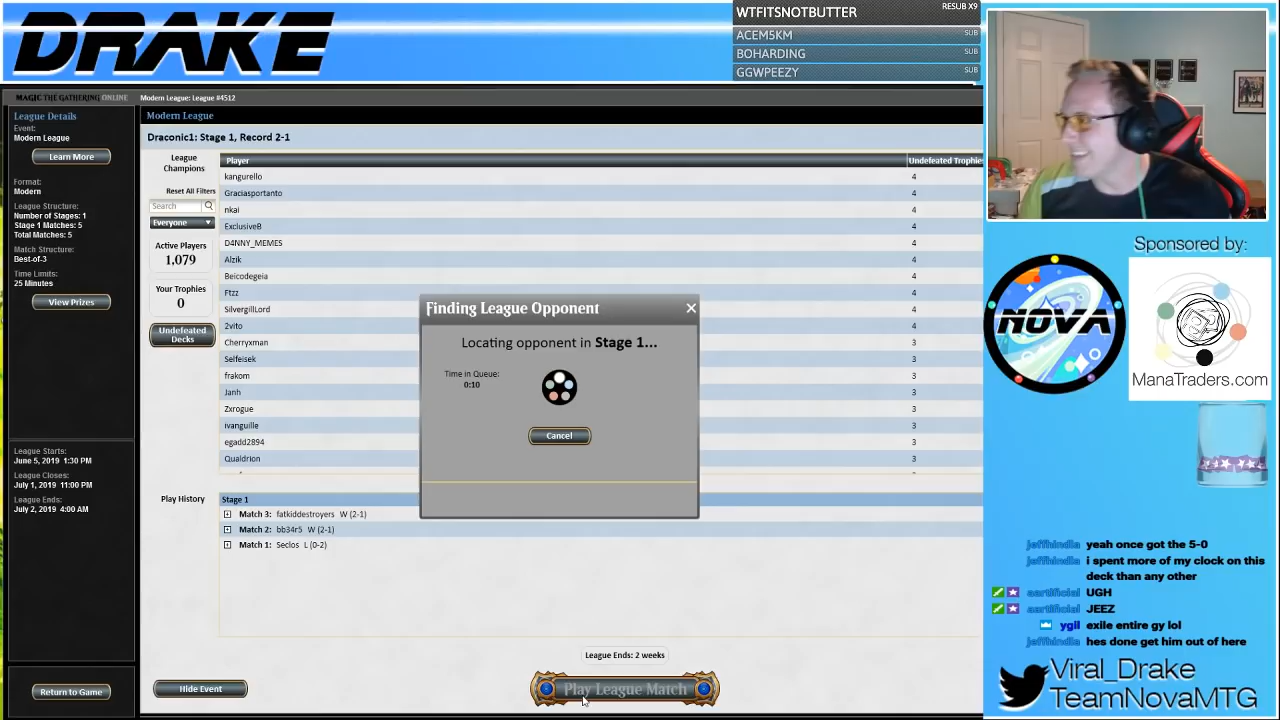 DRAKE
WTFITSNOTBUTTER RESUB X9
ACEM5KM SUB
BOHARDING SUB
GGWPEEZY SUB
MAGIC THE GATHERING ONLINE Modern League: League #4512
League Details
Event:
Modern League
Learn More
Format:
Modern
League Structure:
Number of Stages: 1
Stage 1 Matches: 5
Total Matches: 5
Match Structure:
Best-of-3
Time Limits:
25 Minutes
View Prizes
League Starts:
June 5, 2019 1:30 PM
League Closes:
July 1, 2019 11:00 PM
League Ends:
July 2, 2019 4:00 AM
Return to Game
Modern League
Draconic1: Stage 1, Record 2-1
League
Champions
Reset All Filters
Search
Everyone
Active Players
1,079
Your Trophies
0
Undefeated
Decks
Player Undefeated Trophies
kangurello 4
Graciasportanto 4
nkai 4
ExclusiveB 4
D4NNY_MEMES 4
Alzik 4
Beicodegeia 4
Ftzz 4
SilvergillLord 4
2vito 4
Cherryxman 3
Selfeisek 3
frakom 3
Janh 3
Zxrogue 3
ivanguille 3
egadd2894 3
Qualdrion 3
Finding League Opponent
Locating opponent in Stage 1...
Time in Queue:
0:10
Cancel
Play History
Stage 1
Match 3: fatkiddestroyers W (2-1)
Match 2: bb34r5 W (2-1)
Match 1: Seclos L (0-2)
League Ends: 2 weeks
Hide Event
Play League Match
Sponsored by:
NOVA
ManaTraders.com
jeffhindla yeah once got the 5-0
jeffhindla i spent more of my clock on this
deck than any other
aartificial UGH
aartificial JEEZ
ygil exile entire gy lol
jeffhindla hes done get him out of here
Viral_Drake
TeamNovaMTG